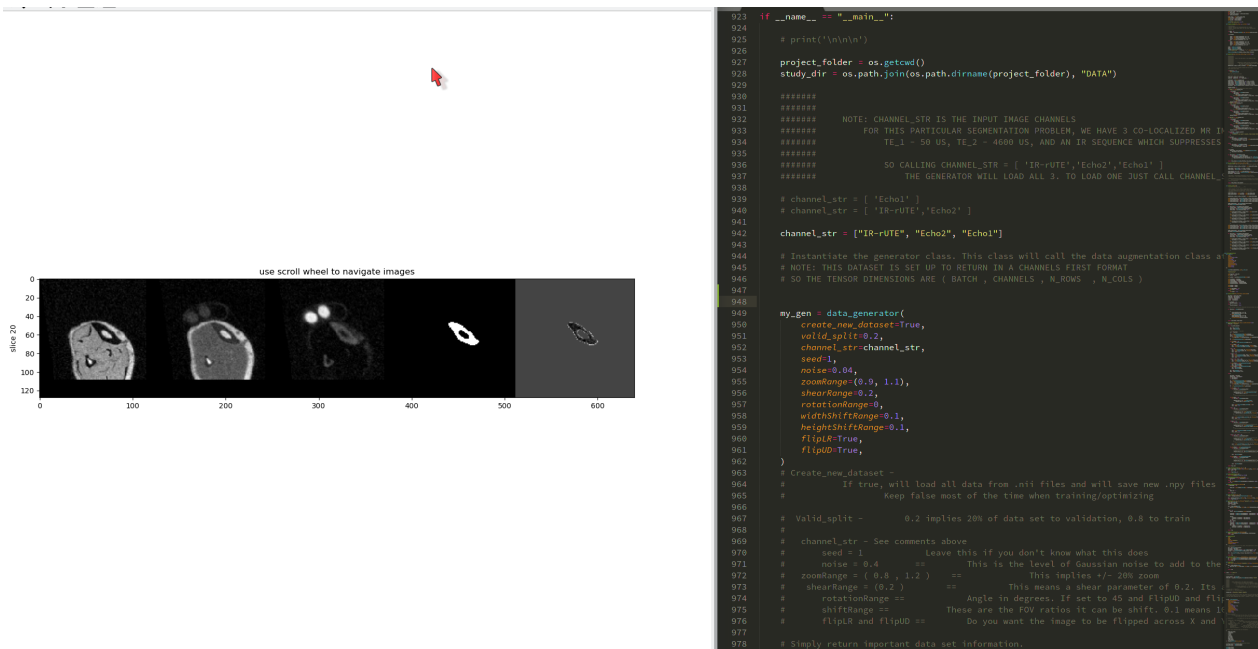 use scroll wheel to navigate images
slice 20
0
20
40
60
80
100
120
0 100 200 300 400 500 600
923 if __name__ == "__main__":
924
925 # print('\n\n\n')
926
927 project_folder = os.getcwd()
928 study_dir = os.path.join(os.path.dirname(project_folder), "DATA")
929
930 #######
931 #######
932 ####### NOTE: CHANNEL_STR IS THE INPUT IMAGE CHANNELS
933 ####### FOR THIS PARTICULAR SEGMENTATION PROBLEM, WE HAVE 3 CO-LOCALIZED MR
934 ####### TE_1 - 50 US, TE_2 - 4600 US, AND AN IR SEQUENCE WHICH SUPPRESSES
935 #######
936 ####### SO CALLING CHANNEL_STR = [ 'IR-rUTE','Echo2','Echo1' ]
937 ####### THE GENERATOR WILL LOAD ALL 3. TO LOAD ONE JUST CALL CHANNEL_
938
939 # channel_str = [ 'Echo1' ]
940 # channel_str = [ 'IR-rUTE','Echo2' ]
941
942 channel_str = ["IR-rUTE", "Echo2", "Echo1"]
943
944 # Instantiate the generator class. This class will call the data augmentation class
945 # NOTE: THIS DATASET IS SET UP TO RETURN IN A CHANNELS FIRST FORMAT
946 # SO THE TENSOR DIMENSIONS ARE ( BATCH , CHANNELS , N_ROWS , N_COLS )
947
948
949 my_gen = data_generator(
950 create_new_dataset=True,
951 valid_split=0.2,
952 channel_str=channel_str,
953 seed=1,
954 noise=0.04,
955 zoomRange=(0.9, 1.1),
956 shearRange=0.2,
957 rotationRange=0,
958 widthShiftRange=0.1,
959 heightShiftRange=0.1,
960 flipLR=True,
961 flipUD=True,
962 )
963 # Create_new_dataset -
964 # If true, will load all data from .nii files and will save new .npy files
965 # Keep false most of the time when training/optimizing
966
967 # Valid_split - 0.2 implies 20% of data set to validation, 0.8 to train
968 #
969 # channel_str - See comments above
970 # seed = 1 Leave this if you don't know what this does
971 # noise = 0.4 == This is the level of Gaussian noise to add to the
972 # zoomRange = ( 0.8 , 1.2 ) == This implies +/- 20% zoom
973 # shearRange = (0.2 ) == This means a shear parameter of 0.2. Its
974 # rotationRange == Angle in degrees. If set to 45 and FlipUD and
975 # shiftRange == These are the FOV ratios it can be shift. 0.1 means
976 # flipLR and flipUD == Do you want the image to be flipped across X and
977
978 # Simply return important data set information.